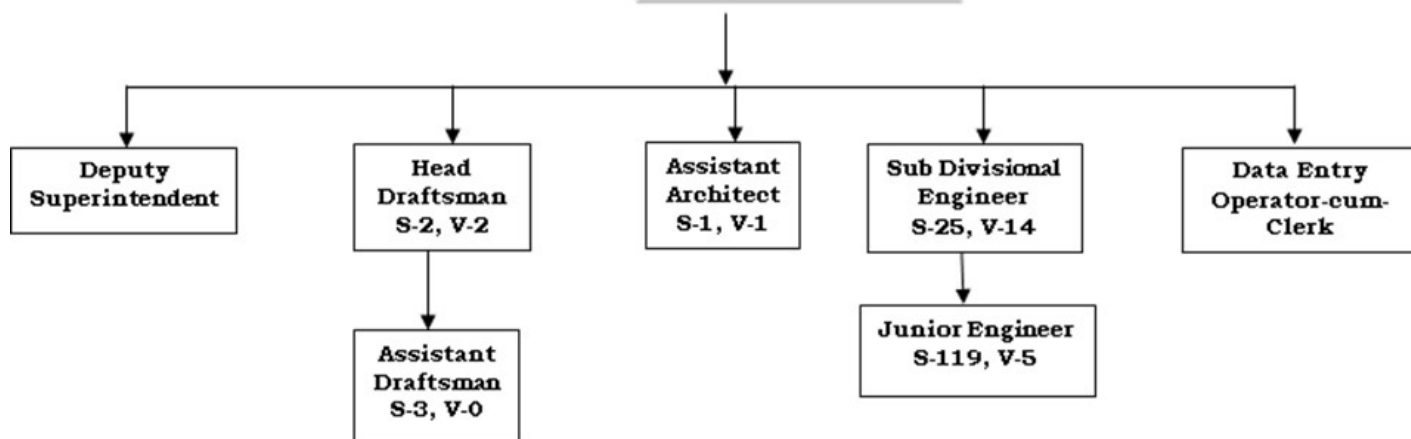 Deputy
Superintendent
Head
Draftsman
S-2, V-2
Assistant
Architect
S-1, V-1
Sub Divisional
Engineer
S-25, V-14
Data Entry
Operator-cum-
Clerk
Assistant
Draftsman
S-3, V-0
Junior Engineer
S-119, V-5